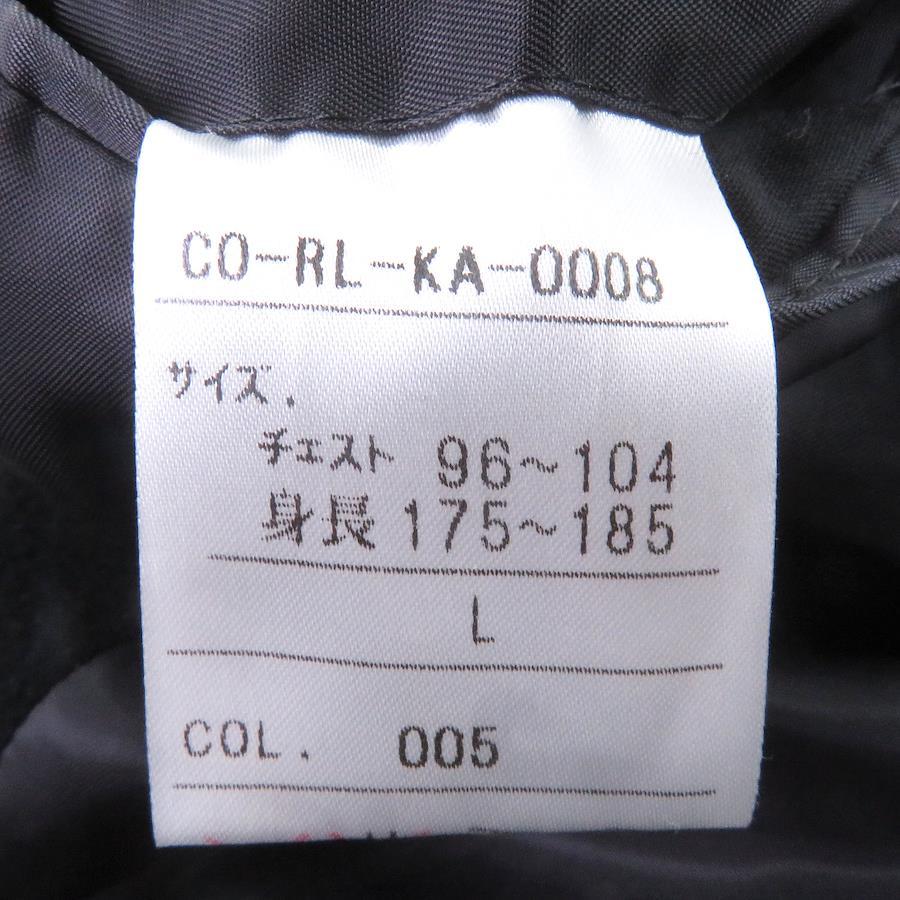 CO-RL-KA-0008
サイズ.
チェスト 96~104
身長 175~185
L
COL. 005